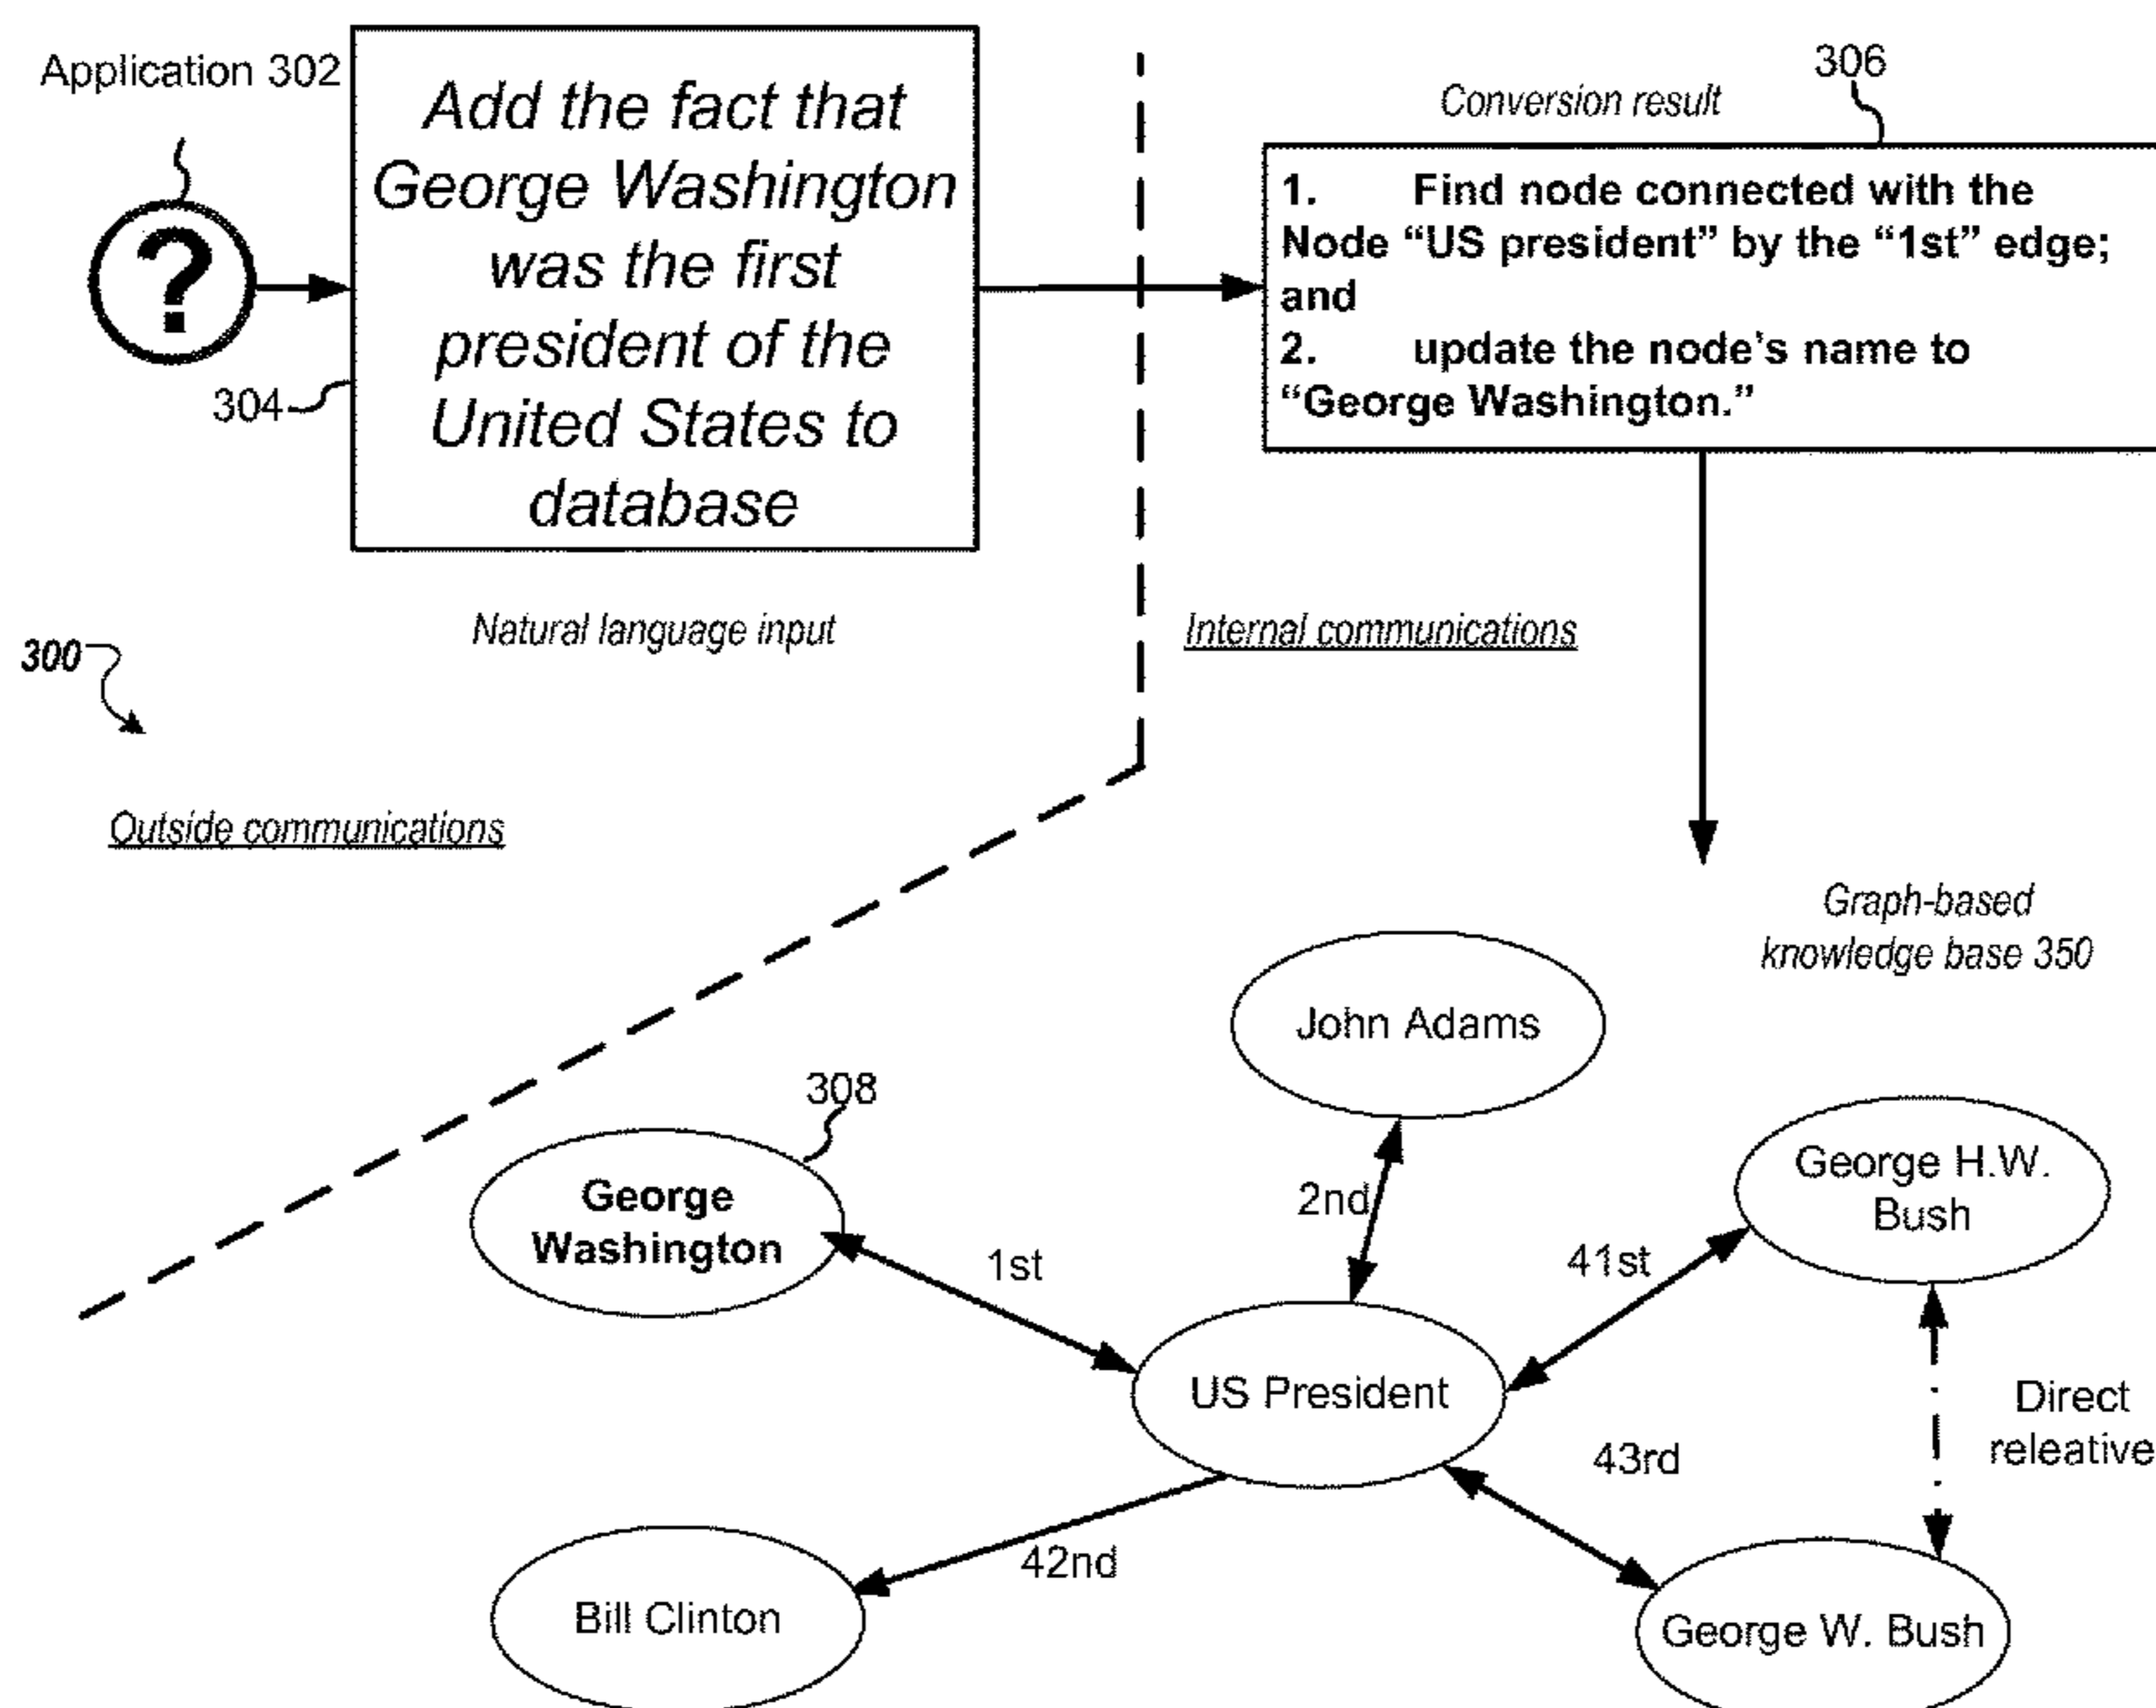 Application 302
Add the fact that
George Washington
was the first
president of the
United States to
database
304
Natural language input
300
Outside communications
Internal communications
306
Conversion result
1. Find node connected with the
Node “US president” by the “1st” edge;
and
2. update the node’s name to
“George Washington.”
Graph-based
knowledge base 350
John Adams
308
George
Washington
George H.W.
Bush
2nd
1st
41st
US President
Direct
releative
43rd
42nd
Bill Clinton
George W. Bush